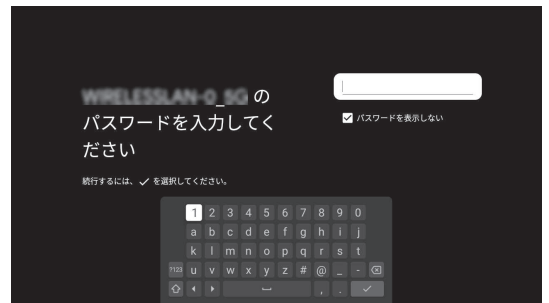 の
パスワードを入力してく
ださい
続行するには、✓ を選択してください。
パスワードを表示しない
1 2 3 4 5 6 7 8 9 0
a b c d e f g h i j
k l m n o p q r s t
?123 u v w x y z # @ _ -
, .